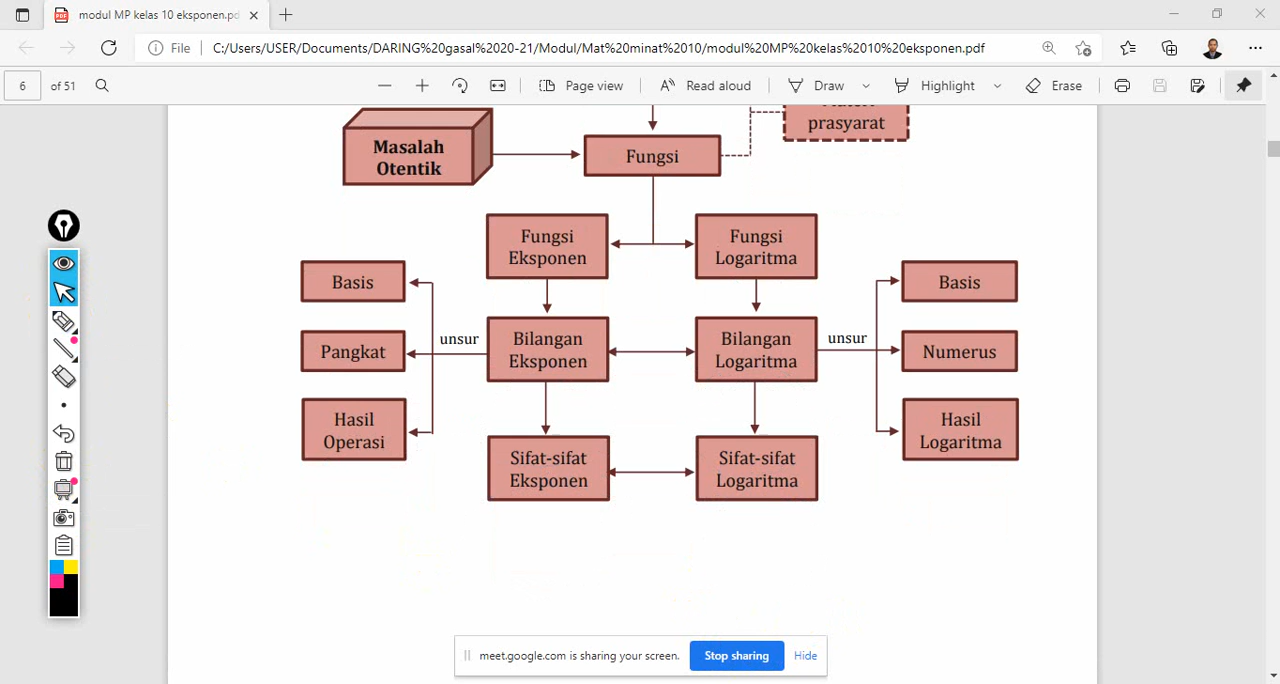 modul MP kelas 10 eksponen.pd
File
C:/Users/USER/Documents/DARING%20gasal%202020-21/Modul/Mat%20minat%2010/modul%20MP%20kelas%2010%20eksponen.pdf
6 of 51
Page view
Read aloud
Draw
Highlight
Erase
prasyarat
Masalah
Otentik
Fungsi
Fungsi
Eksponen
Fungsi
Logaritma
Basis
unsur
Bilangan
Eksponen
Bilangan
Logaritma
unsur
Basis
Pangkat
Numerus
Hasil
Operasi
Sifat-sifat
Eksponen
Sifat-sifat
Logaritma
Hasil
Logaritma
meet.google.com is sharing your screen.
Stop sharing
Hide